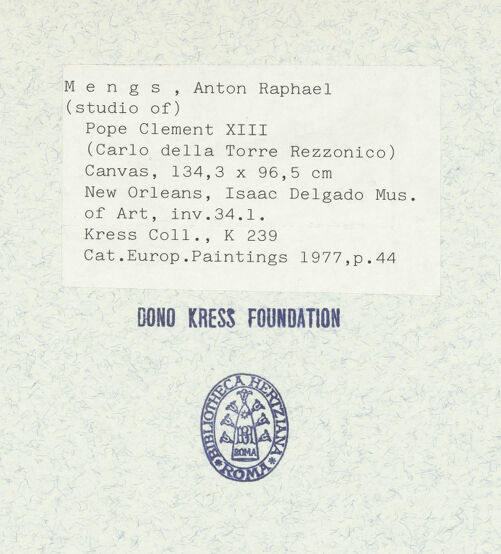 M e n g s , Anton Raphael
(studio of)
Pope Clement XIII
(Carlo della Torre Rezzonico)
Canvas, 134,3 x 96,5 cm
New Orleans, Isaac Delgado Mus.
of Art, inv.34.1.
Kress Coll., K 239
Cat.Europ.Paintings 1977,p.44
DONO KRESS FOUNDATION
BIBLIOTHECA HERTZIANA
ROMA
ROMA